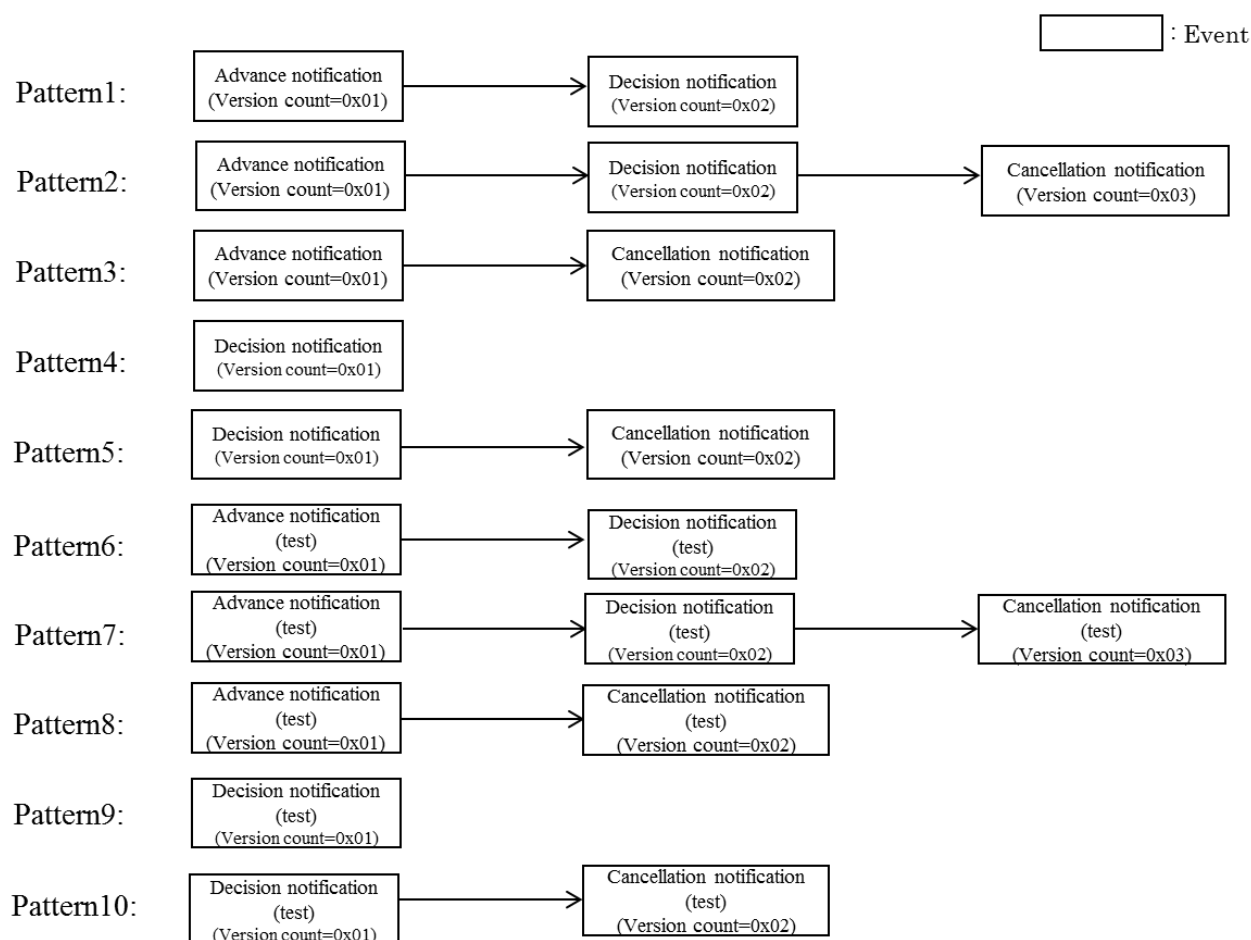 : Event
Pattern1:
Advance notification
(Version count=0x01)
Decision notification
(Version count=0x02)
Pattern2:
Advance notification
(Version count=0x01)
Decision notification
(Version count=0x02)
Cancellation notification
(Version count=0x03)
Pattern3:
Advance notification
(Version count=0x01)
Cancellation notification
(Version count=0x02)
Pattern4:
Decision notification
(Version count=0x01)
Pattern5:
Decision notification
(Version count=0x01)
Cancellation notification
(Version count=0x02)
Pattern6:
Advance notification
(test)
(Version count=0x01)
Decision notification
(test)
(Version count=0x02)
Pattern7:
Advance notification
(test)
(Version count=0x01)
Decision notification
(test)
(Version count=0x02)
Cancellation notification
(test)
(Version count=0x03)
Pattern8:
Advance notification
(test)
(Version count=0x01)
Cancellation notification
(test)
(Version count=0x02)
Pattern9:
Decision notification
(test)
(Version count=0x01)
Pattern10:
Decision notification
(test)
(Version count=0x01)
Cancellation notification
(test)
(Version count=0x02)